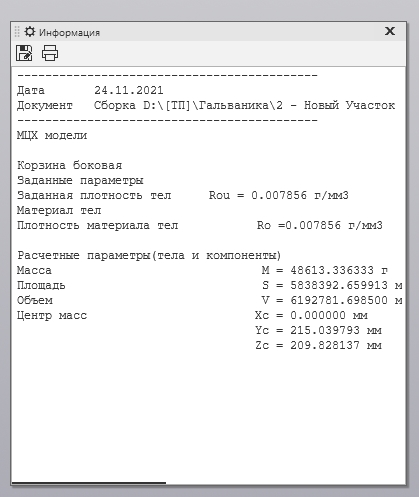 Информация
-------------------------------------------
Дата 24.11.2021
Документ Сборка D:\[ТП]\Гальваника\2 - Новый Участок
-------------------------------------------
МЦХ модели
Корзина боковая
Заданные параметры
Заданная плотность тел Rou = 0.007856 г/мм3
Материал тел
Плотность материала тел Ro =0.007856 г/мм3
Расчетные параметры(тела и компоненты)
Масса M = 48613.336333 г
Площадь S = 5838392.659913 м
Объем V = 6192781.698500 м
Центр масс Xc = 0.000000 мм
Yc = 215.039793 мм
Zc = 209.828137 мм